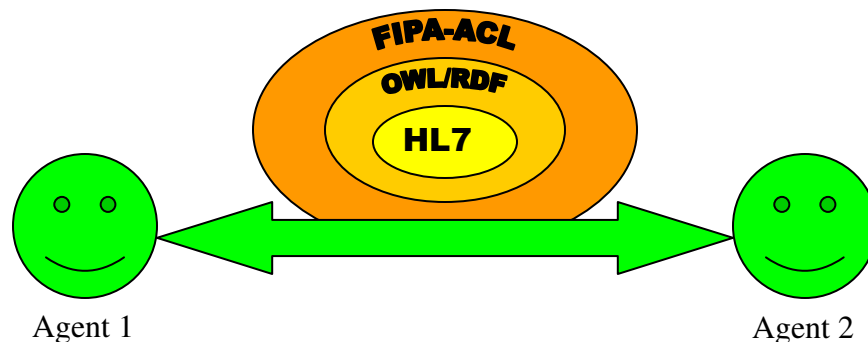 FIPA-ACL
OWL/RDF
HL7
Agent 1
Agent 2